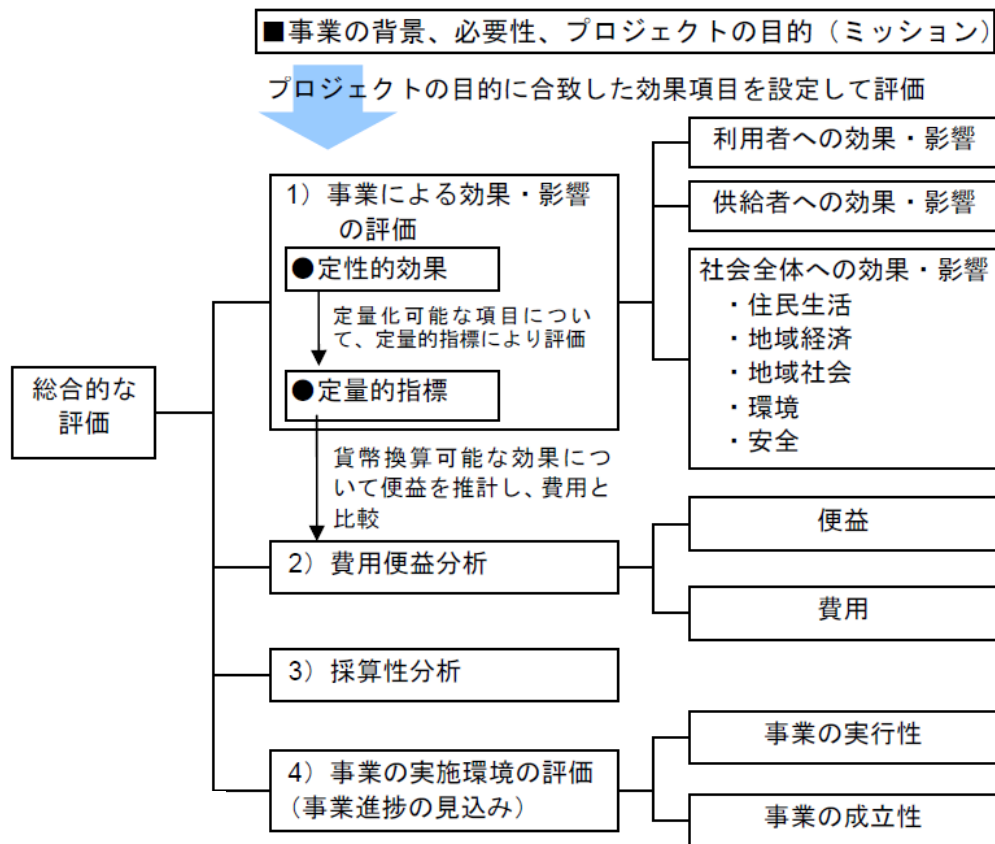 ■事業の背景、必要性、プロジェクトの目的（ミッション）
プロジェクトの目的に合致した効果項目を設定して評価
総合的な
評価
1）事業による効果・影響
の評価
●定性的効果
定量化可能な項目につい
て、定量的指標により評価
●定量的指標
貨幣換算可能な効果につ
いて便益を推計し、費用と
比較
利用者への効果・影響
供給者への効果・影響
社会全体への効果・影響
・住民生活
・地域経済
・地域社会
・環境
・安全
2）費用便益分析
便益
費用
3）採算性分析
4）事業の実施環境の評価
（事業進捗の見込み）
事業の実行性
事業の成立性